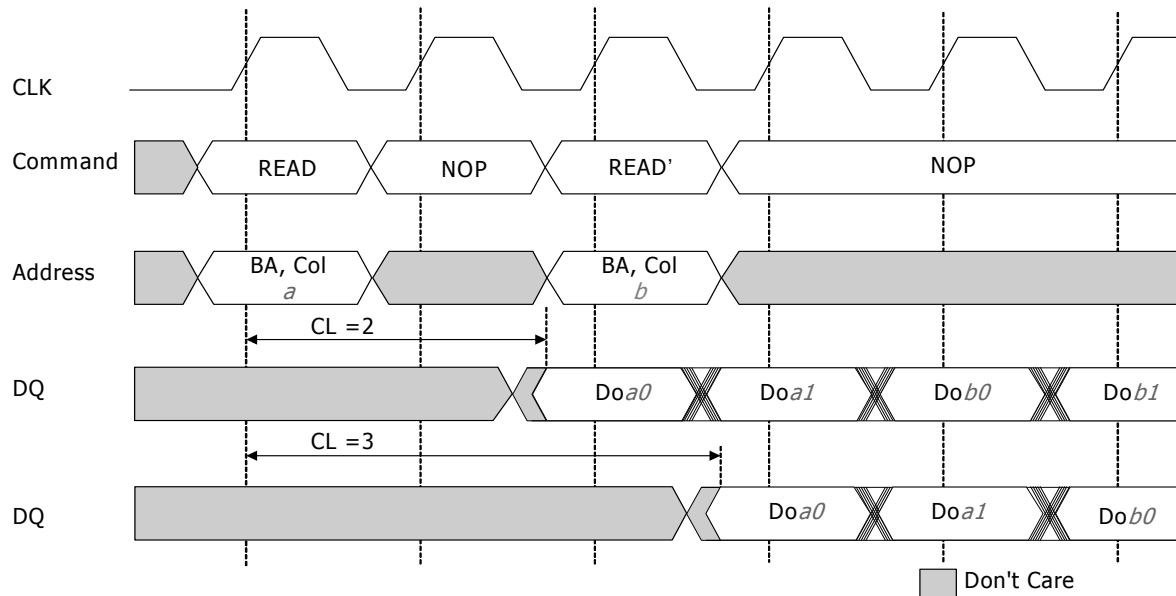 CLK
Command READ NOP READ' NOP
Address BA, Col BA, Col
a b
CL =2
DQ Doa0 Doa1 Dob0 Dob1
CL =3
DQ Doa0 Doa1 Dob0
Don't Care